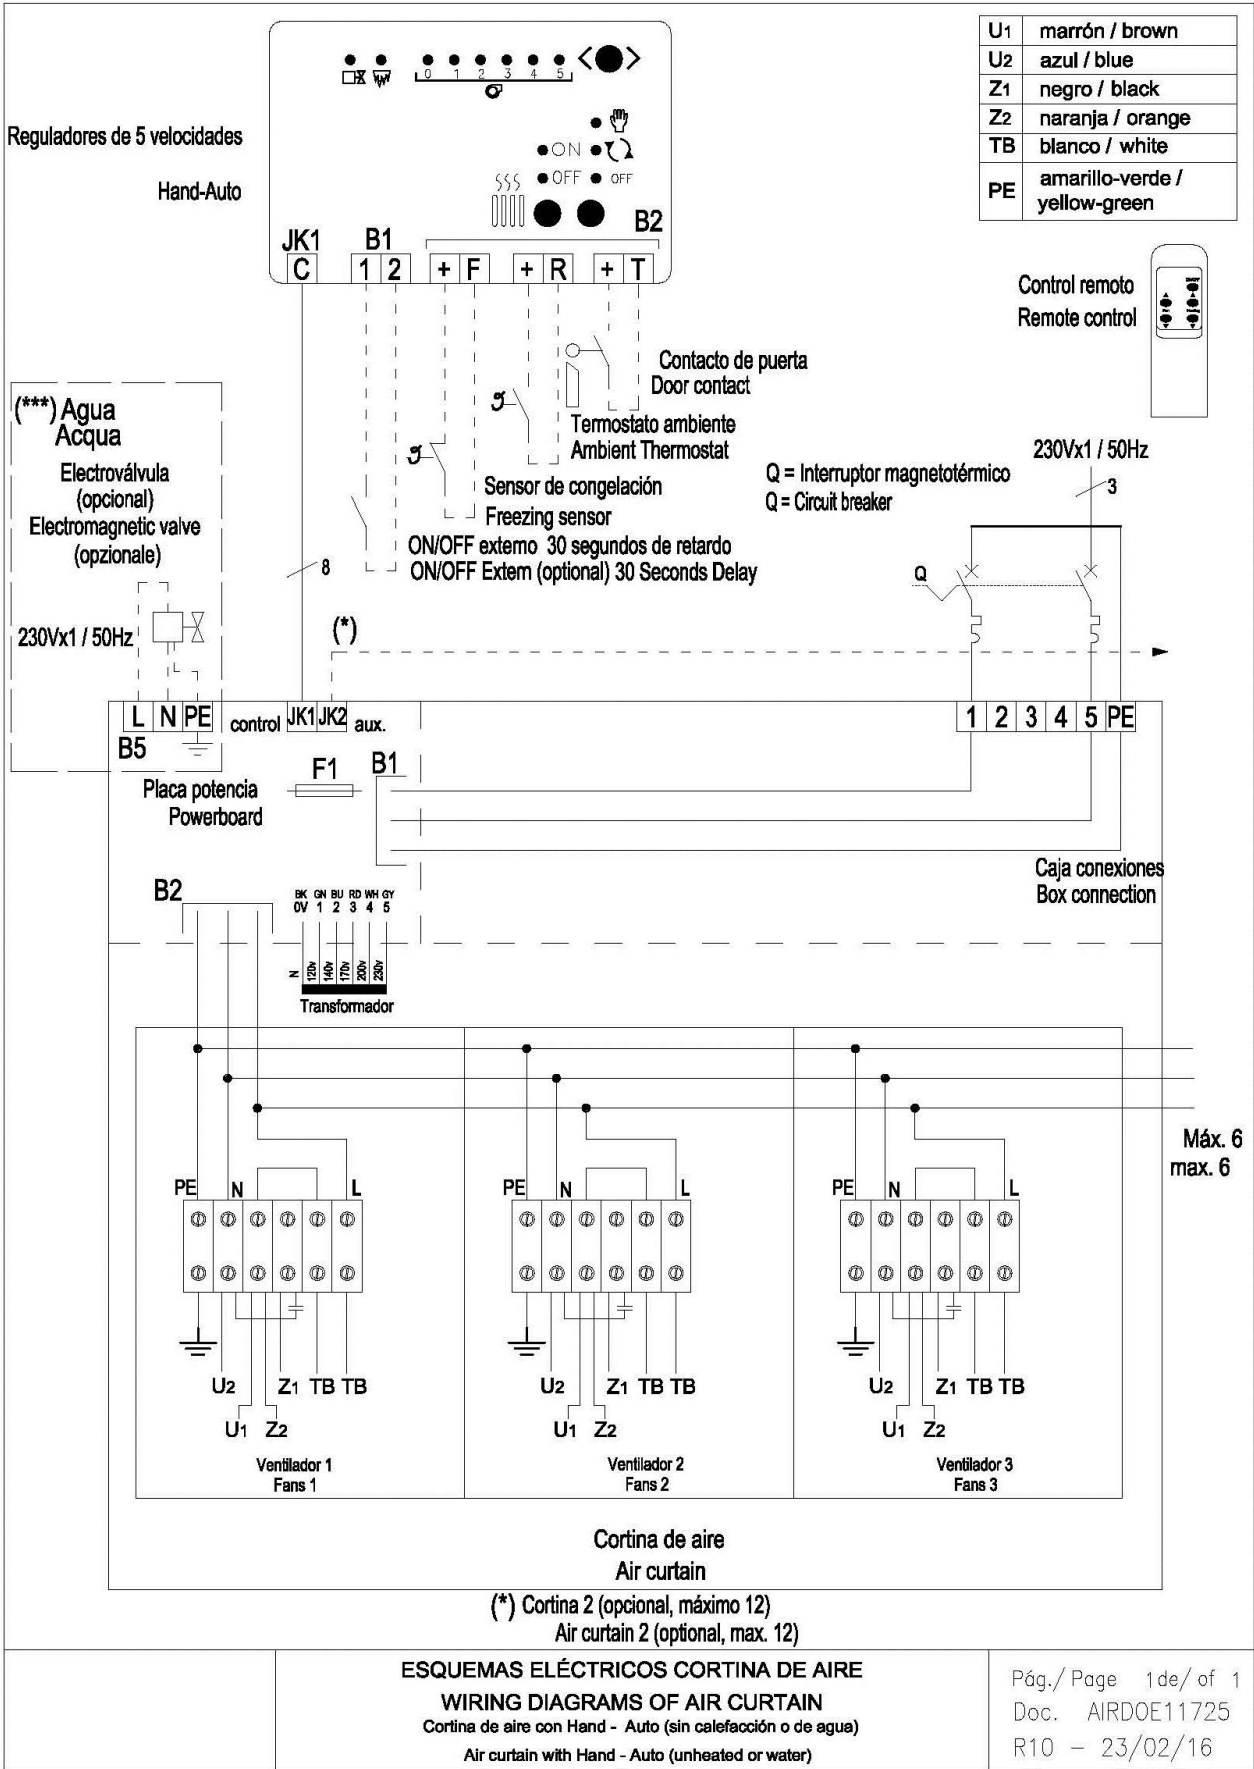 U1 marrón / brown
U2 azul / blue
Z1 negro / black
Z2 naranja / orange
TB blanco / white
PE amarillo-verde /
yellow-green
0 1 2 3 4 5
Reguladores de 5 velocidades
Hand-Auto
ON
OFF OFF
B2
JK1 B1
C 1 2 + F + R + T
Control remoto
Remote control
Contacto de puerta
Door contact
Termostato ambiente
Ambient Thermostat
Sensor de congelación
Freezing sensor
ON/OFF externo 30 segundos de retardo
ON/OFF Extern (optional) 30 Seconds Delay
(***) Agua
Acqua
Electroválvula
(opcional)
Electromagnetic valve
(opzionale)
230Vx1 / 50Hz
8
(*)
Q = Interruptor magnetotérmico
Q = Circuit breaker
230Vx1 / 50Hz
3
Q
L N PE
B5
control JK1 JK2 aux.
1 2 3 4 5 PE
F1 B1
Placa potencia
Powerboard
Caja conexiones
Box connection
B2
BK GN BU RD WH GY
0V 1 2 3 4 5
N 120v 140v 170v 200v 230v
Transformador
Máx. 6
max. 6
PE N L
U2 Z1 TB TB
U1 Z2
Ventilador 1
Fans 1
PE N L
U2 Z1 TB TB
U1 Z2
Ventilador 2
Fans 2
PE N L
U2 Z1 TB TB
U1 Z2
Ventilador 3
Fans 3
Cortina de aire
Air curtain
(*) Cortina 2 (opcional, máximo 12)
Air curtain 2 (optional, max. 12)
ESQUEMAS ELÉCTRICOS CORTINA DE AIRE
WIRING DIAGRAMS OF AIR CURTAIN
Cortina de aire con Hand - Auto (sin calefacción o de agua)
Air curtain with Hand - Auto (unheated or water)
Pág./ Page 1de/ of 1
Doc. AIRDOE11725
R10 - 23/02/16